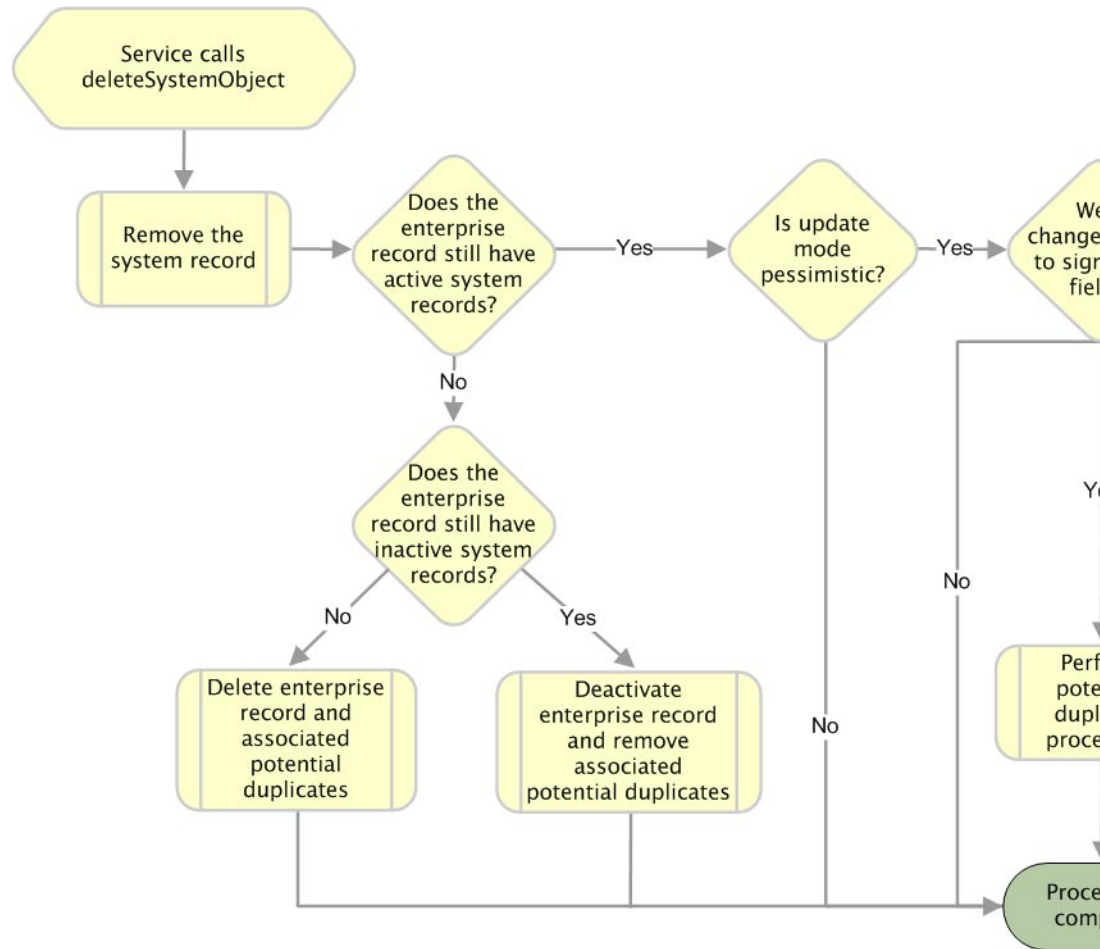 Service calls
deleteSystemObject
Remove the
system record
Does the
enterprise
record still have
active system
records?
Yes
Is update
mode
pessimistic?
Yes
change
to
No
Does the
enterprise
record still have
inactive system
records?
No
No
Yes
Delete enterprise
record and
associated
potential
duplicates
Deactivate
enterprise record
and remove
associated
potential duplicates
No